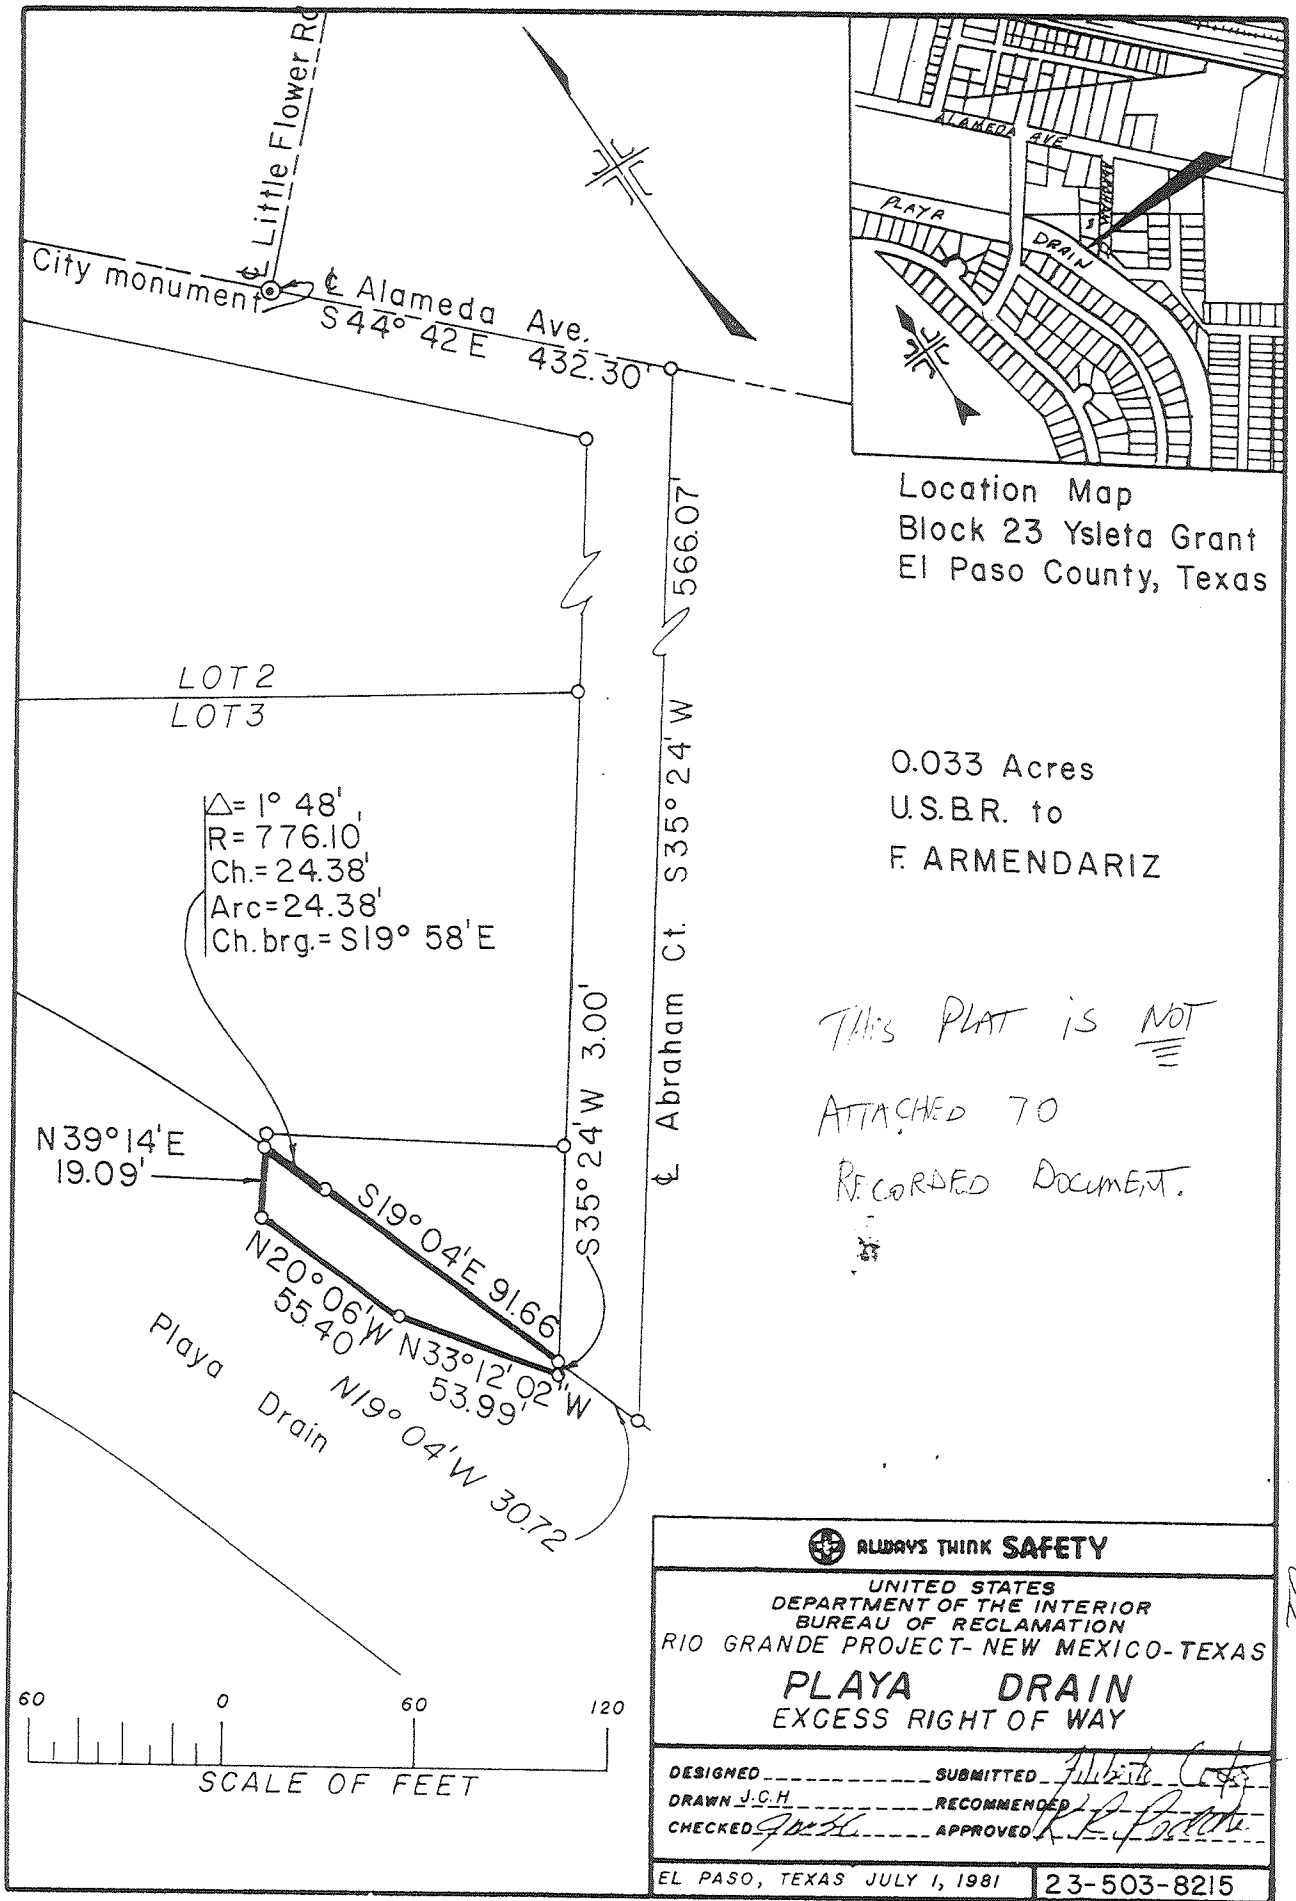 ℄ Little Flower Rd
City monument
℄ Alameda Ave.
S44° 42 E 432.30'
ALAMEDA AVE
PLAYA
DRAIN
Location Map
Block 23 Ysleta Grant
El Paso County, Texas
566.07'
LOT 2
LOT 3
S35° 24' W
℄ Abraham Ct.
0.033 Acres
U.S.B.R. to
F. ARMENDARIZ
△= 1° 48'
R= 776.10'
Ch.= 24.38'
Arc=24.38'
Ch. brg.= S19° 58' E
S35° 24' W 3.00'
THis PLAT is NOT
ATTACHED TO
RECORDED DOCUMENT.
N39°14'E
19.09'
S19° 04'E 91.66'
N20° 06' W
55.40'
N33°12' 02" W
53.99'
N19° 04' W 30.72
Playa
Drain
60 0 60 120
SCALE OF FEET
ALWAYS THINK SAFETY
UNITED STATES
DEPARTMENT OF THE INTERIOR
BUREAU OF RECLAMATION
RIO GRANDE PROJECT- NEW MEXICO-TEXAS
PLAYA DRAIN
EXCESS RIGHT OF WAY
DESIGNED SUBMITTED
DRAWN J.C.H RECOMMENDED
CHECKED APPROVED
EL PASO, TEXAS JULY 1, 1981
23-503-8215